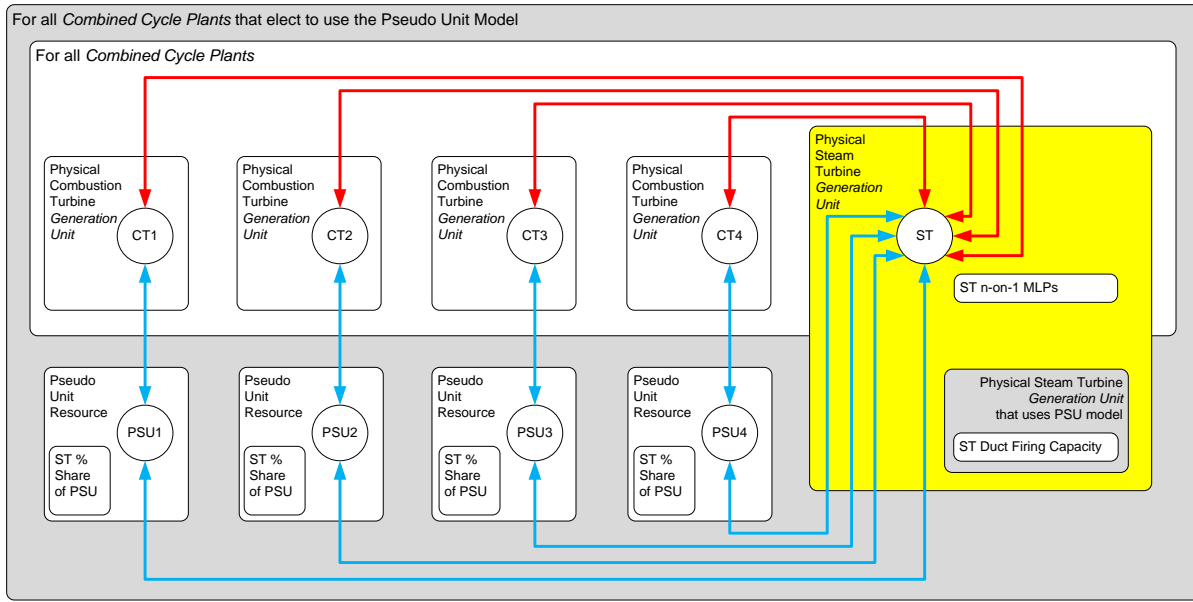 For all Combined Cycle Plants that elect to use the Pseudo Unit Model
For all Combined Cycle Plants
Physical
Combustion
Turbine
Generation
Unit
CT1
Physical
Combustion
Turbine
Generation
Unit
CT2
Physical
Combustion
Turbine
Generation
Unit
CT3
Physical
Combustion
Turbine
Generation
Unit
CT4
Physical
Steam
Turbine
Generation
Unit
ST
ST n-on-1 MLPs
Pseudo
Unit
Resource
PSU1
ST %
Share
of PSU
Pseudo
Unit
Resource
PSU2
ST %
Share
of PSU
Pseudo
Unit
Resource
PSU3
ST %
Share
of PSU
Pseudo
Unit
Resource
PSU4
ST %
Share
of PSU
Physical Steam Turbine
Generation Unit
that uses PSU model
ST Duct Firing Capacity